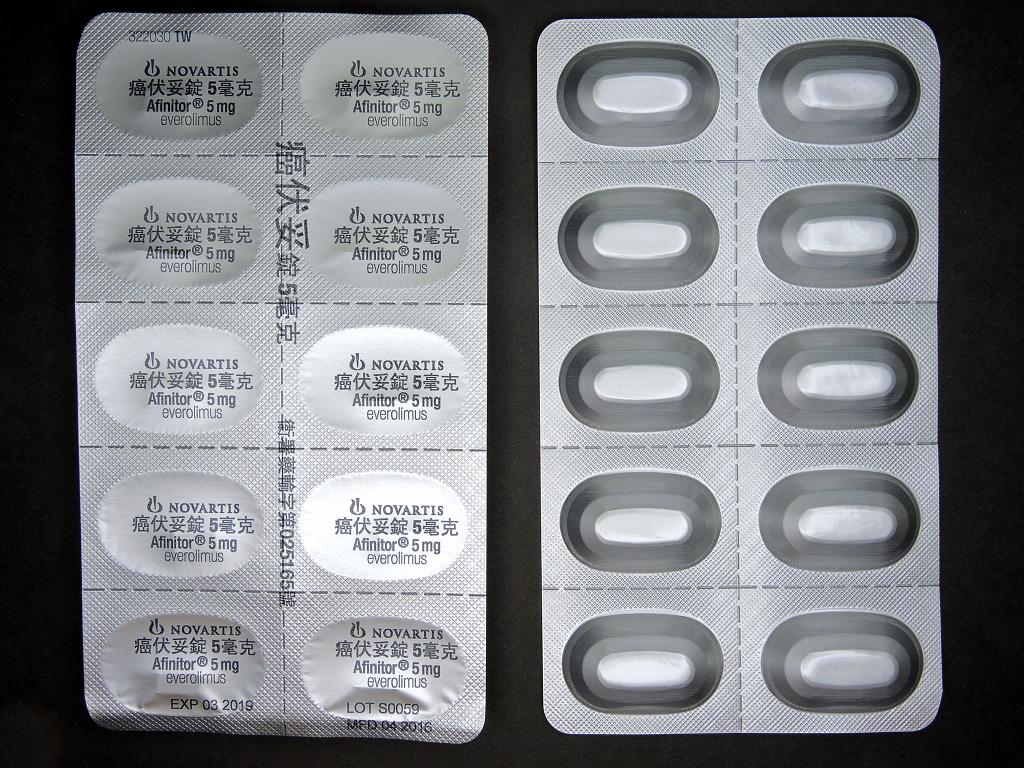 322030 TW
NOVARTIS
癌伏妥錠 5毫克
Afinitor® 5 mg
everolimus
NOVARTIS
癌伏妥錠 5毫克
Afinitor® 5 mg
everolimus
癌伏妥錠 5毫克 衛署藥輸字第025165號
NOVARTIS
癌伏妥錠 5毫克
Afinitor® 5 mg
everolimus
NOVARTIS
癌伏妥錠 5毫克
Afinitor® 5 mg
everolimus
NOVARTIS
癌伏妥錠 5毫克
Afinitor® 5 mg
everolimus
NOVARTIS
癌伏妥錠 5毫克
Afinitor® 5 mg
everolimus
NOVARTIS
癌伏妥錠 5毫克
Afinitor® 5 mg
everolimus
NOVARTIS
癌伏妥錠 5毫克
Afinitor® 5 mg
everolimus
NOVARTIS
癌伏妥錠 5毫克
Afinitor® 5 mg
everolimus
NOVARTIS
癌伏妥錠 5毫克
Afinitor® 5 mg
everolimus
EXP 03 2019
LOT S0059
MFD 04 2016